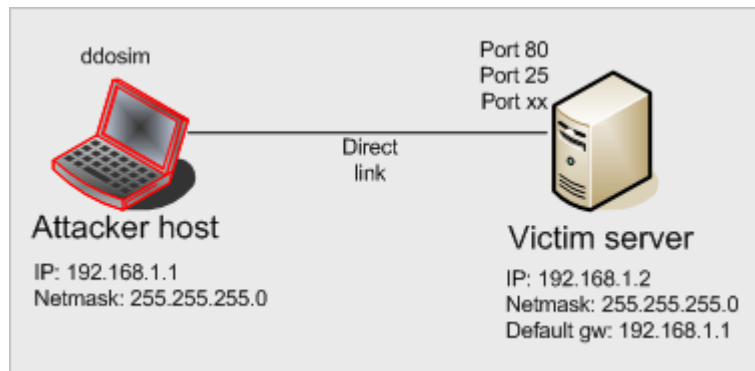 ddosim
Port 80
Port 25
Port xx
Direct
link
Attacker host
IP: 192.168.1.1
Netmask: 255.255.255.0
Victim server
IP: 192.168.1.2
Netmask: 255.255.255.0
Default gw: 192.168.1.1